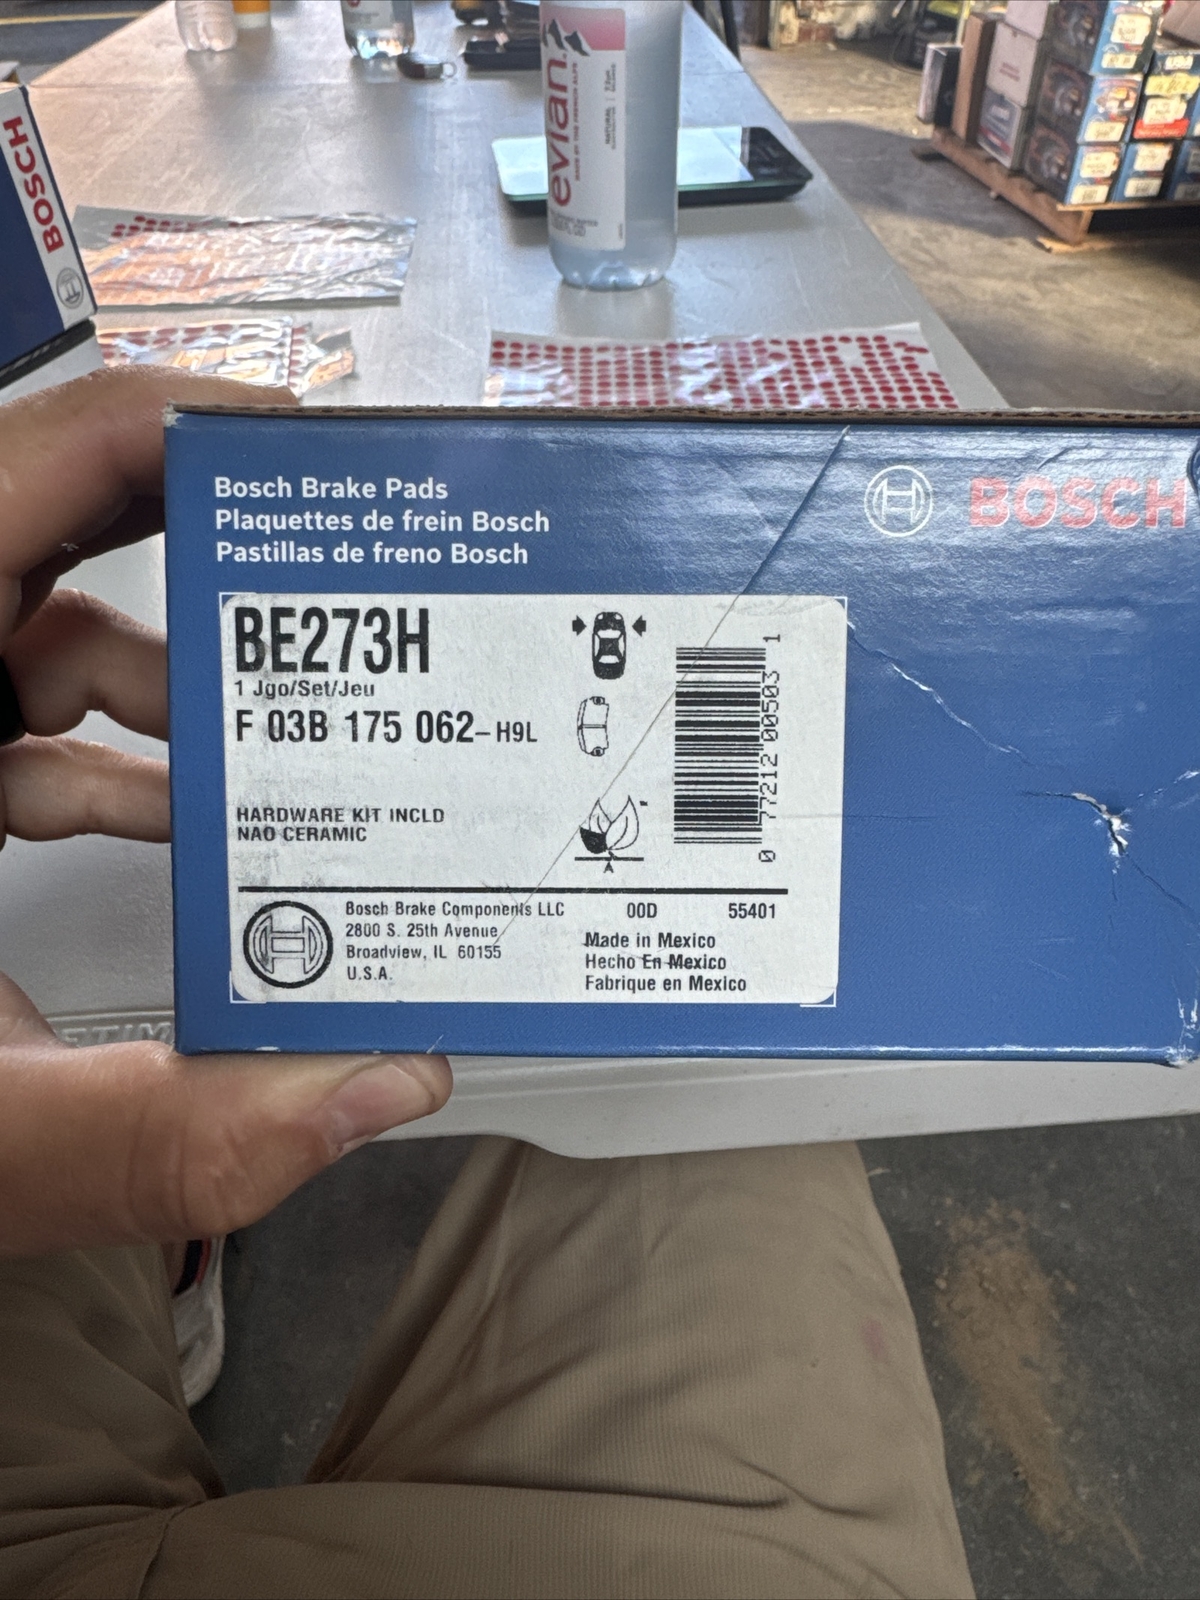 BOSCH
evian
Bosch Brake Pads
Plaquettes de frein Bosch
Pastillas de freno Bosch
BOSCH
BE273H
1 Jgo/Set/Jeu
F 03B 175 062-H9L
HARDWARE KIT INCLD
NAO CERAMIC
A
0 77212 00503 1
Bosch Brake Components LLC
2800 S. 25th Avenue
Broadview, IL 60155
U.S.A.
00D 55401
Made in Mexico
Hecho En Mexico
Fabrique en Mexico